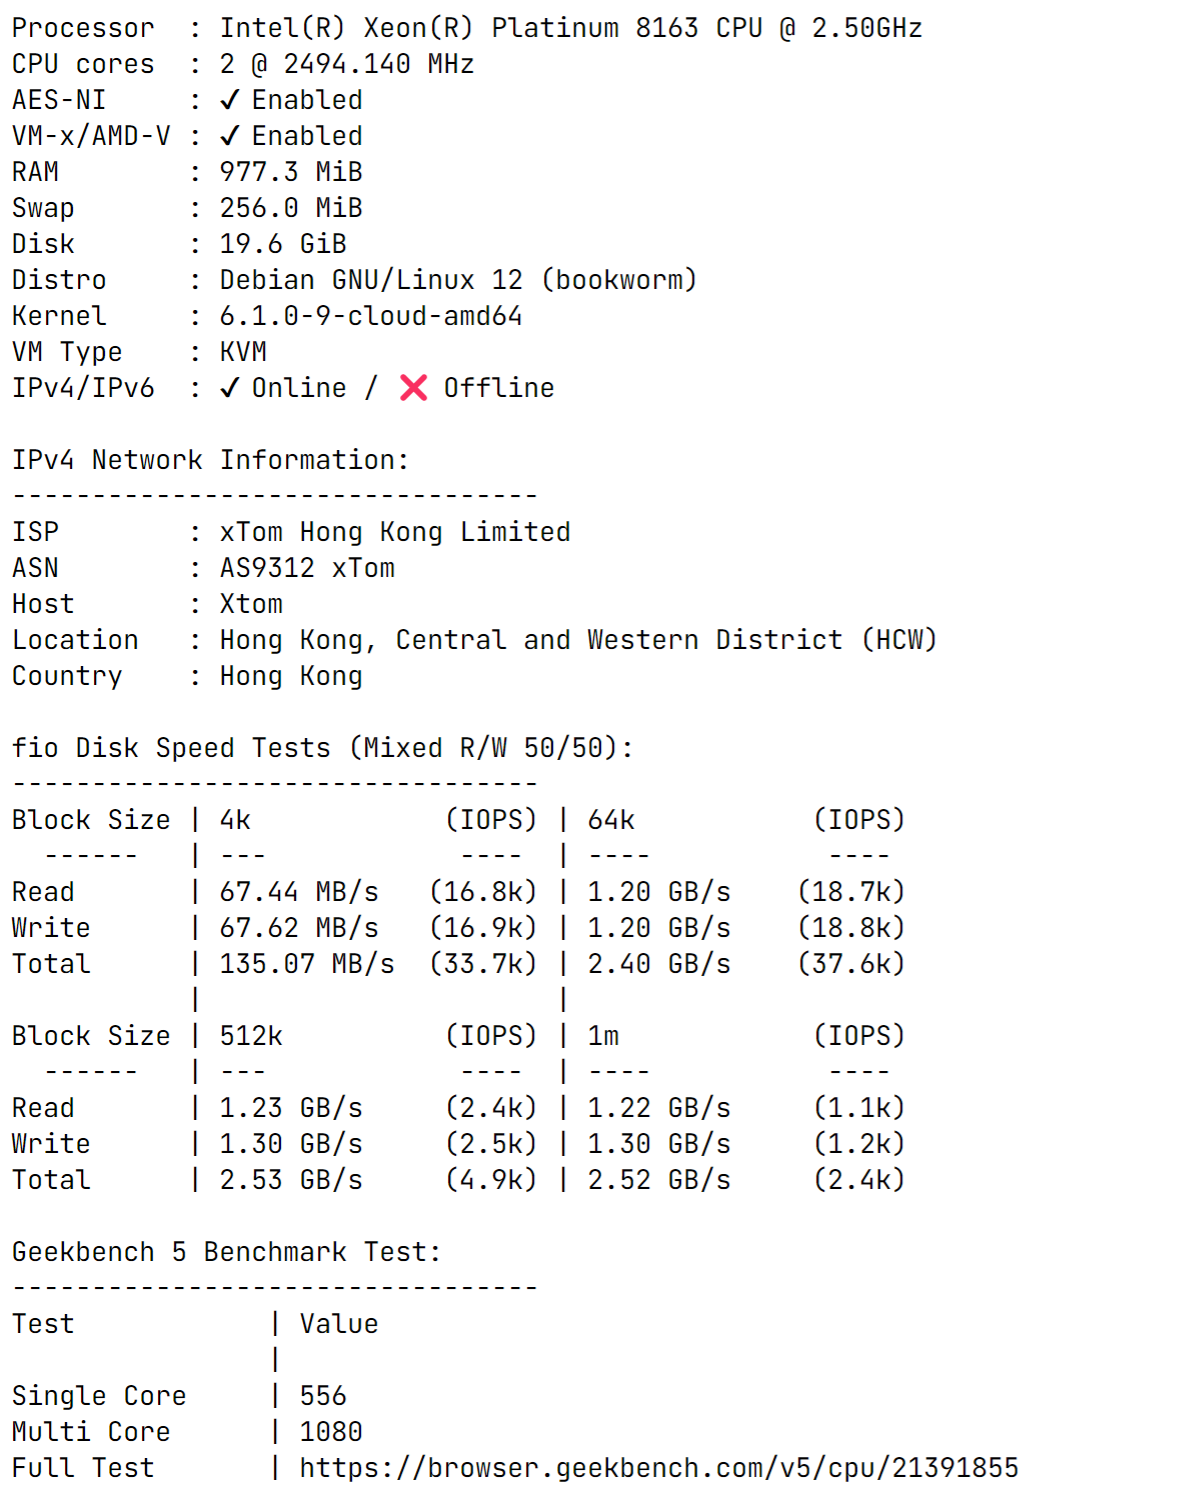 Processor  : Intel(R) Xeon(R) Platinum 8163 CPU @ 2.50GHz
CPU cores  : 2 @ 2494.140 MHz
AES-NI     : ✔ Enabled
VM-x/AMD-V : ✔ Enabled
RAM        : 977.3 MiB
Swap       : 256.0 MiB
Disk       : 19.6 GiB
Distro     : Debian GNU/Linux 12 (bookworm)
Kernel     : 6.1.0-9-cloud-amd64
VM Type    : KVM
IPv4/IPv6  : ✔ Online / ❌ Offline

IPv4 Network Information:
---------------------------------
ISP        : xTom Hong Kong Limited
ASN        : AS9312 xTom
Host       : Xtom
Location   : Hong Kong, Central and Western District (HCW)
Country    : Hong Kong

fio Disk Speed Tests (Mixed R/W 50/50):
---------------------------------
Block Size | 4k            (IOPS) | 64k           (IOPS)
  ------   | ---            ----  | ----           ----
Read       | 67.44 MB/s   (16.8k) | 1.20 GB/s    (18.7k)
Write      | 67.62 MB/s   (16.9k) | 1.20 GB/s    (18.8k)
Total      | 135.07 MB/s  (33.7k) | 2.40 GB/s    (37.6k)
           |                      |
Block Size | 512k          (IOPS) | 1m            (IOPS)
  ------   | ---            ----  | ----           ----
Read       | 1.23 GB/s     (2.4k) | 1.22 GB/s     (1.1k)
Write      | 1.30 GB/s     (2.5k) | 1.30 GB/s     (1.2k)
Total      | 2.53 GB/s     (4.9k) | 2.52 GB/s     (2.4k)

Geekbench 5 Benchmark Test:
---------------------------------
Test            | Value
                |
Single Core     | 556
Multi Core      | 1080
Full Test       | https://browser.geekbench.com/v5/cpu/21391855